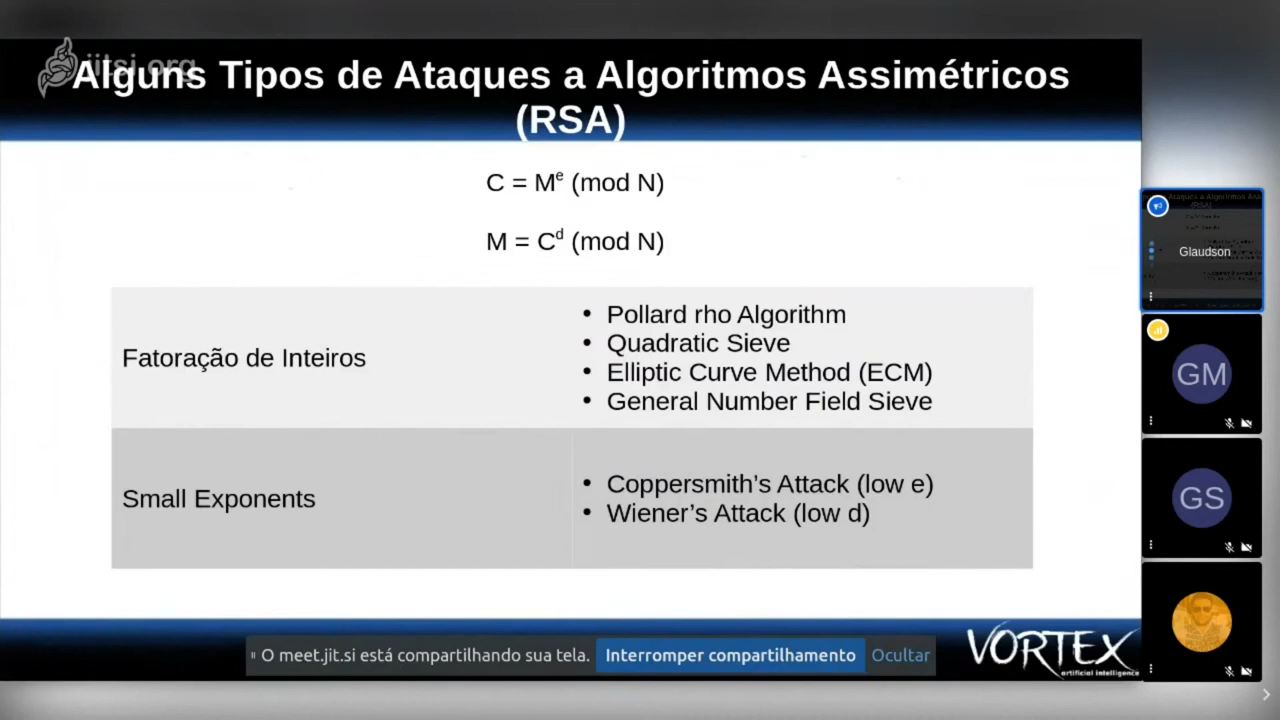 jitsi.org
Alguns Tipos de Ataques a Algoritmos Assimétricos
(RSA)
C = Mᵉ (mod N)
M = Cᵈ (mod N)
Fatoração de Inteiros
• Pollard rho Algorithm
• Quadratic Sieve
• Elliptic Curve Method (ECM)
• General Number Field Sieve
Small Exponents
• Coppersmith’s Attack (low e)
• Wiener’s Attack (low d)
Glaudson
GM
GS
O meet.jit.si está compartilhando sua tela.
Interromper compartilhamento
Ocultar
VORTEX
artificial intelligence